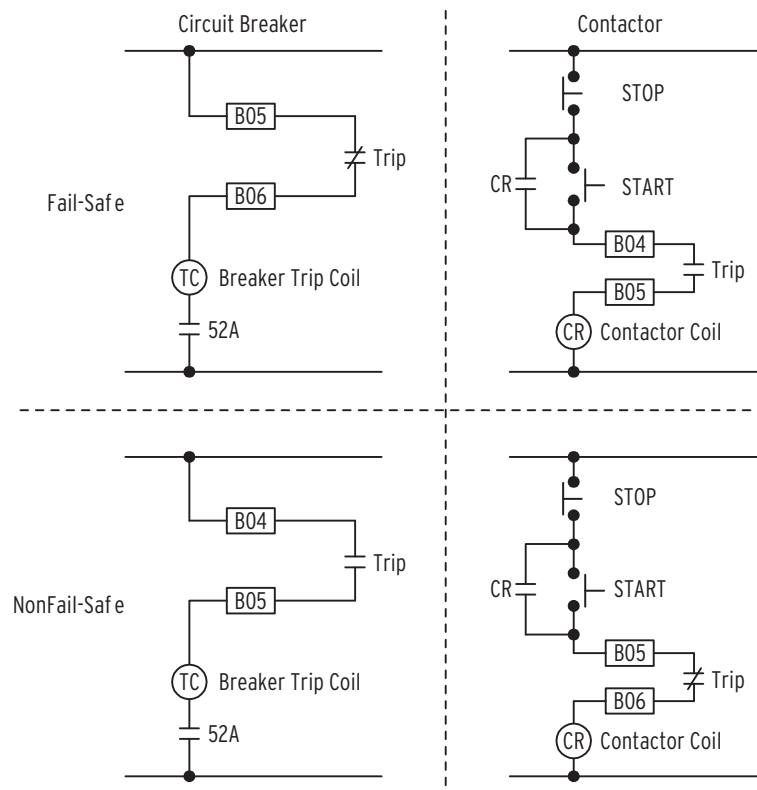 Circuit Breaker
Contactor
B05
Trip
B06
Fail-Safe
TC
Breaker Trip Coil
52A
STOP
CR
START
B04
Trip
B05
CR
Contactor Coil
B04
Trip
B05
NonFail-Safe
TC
Breaker Trip Coil
52A
STOP
CR
START
B05
Trip
B06
CR
Contactor Coil